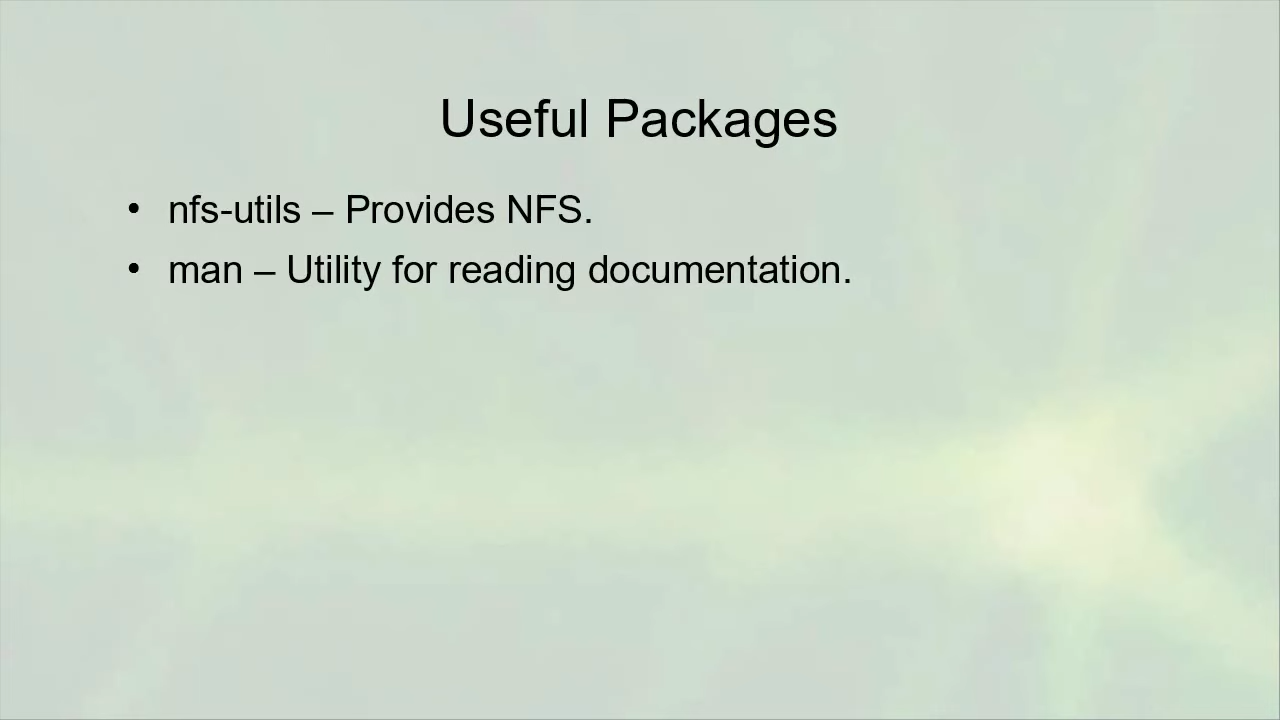 Useful Packages
• nfs-utils – Provides NFS.
• man – Utility for reading documentation.